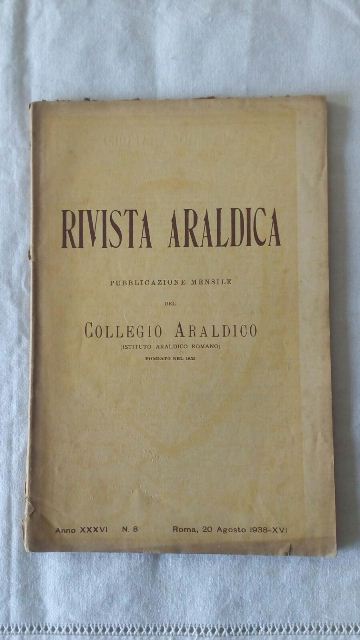 RIVISTA ARALDICA
PUBBLICAZIONE MENSILE
DEL
COLLEGIO ARALDICO
(ISTITUTO ARALDICO ROMANO)
FONDATO NEL
Anno XXXVI N. 8 Roma, 20 Agosto 1938-XVI